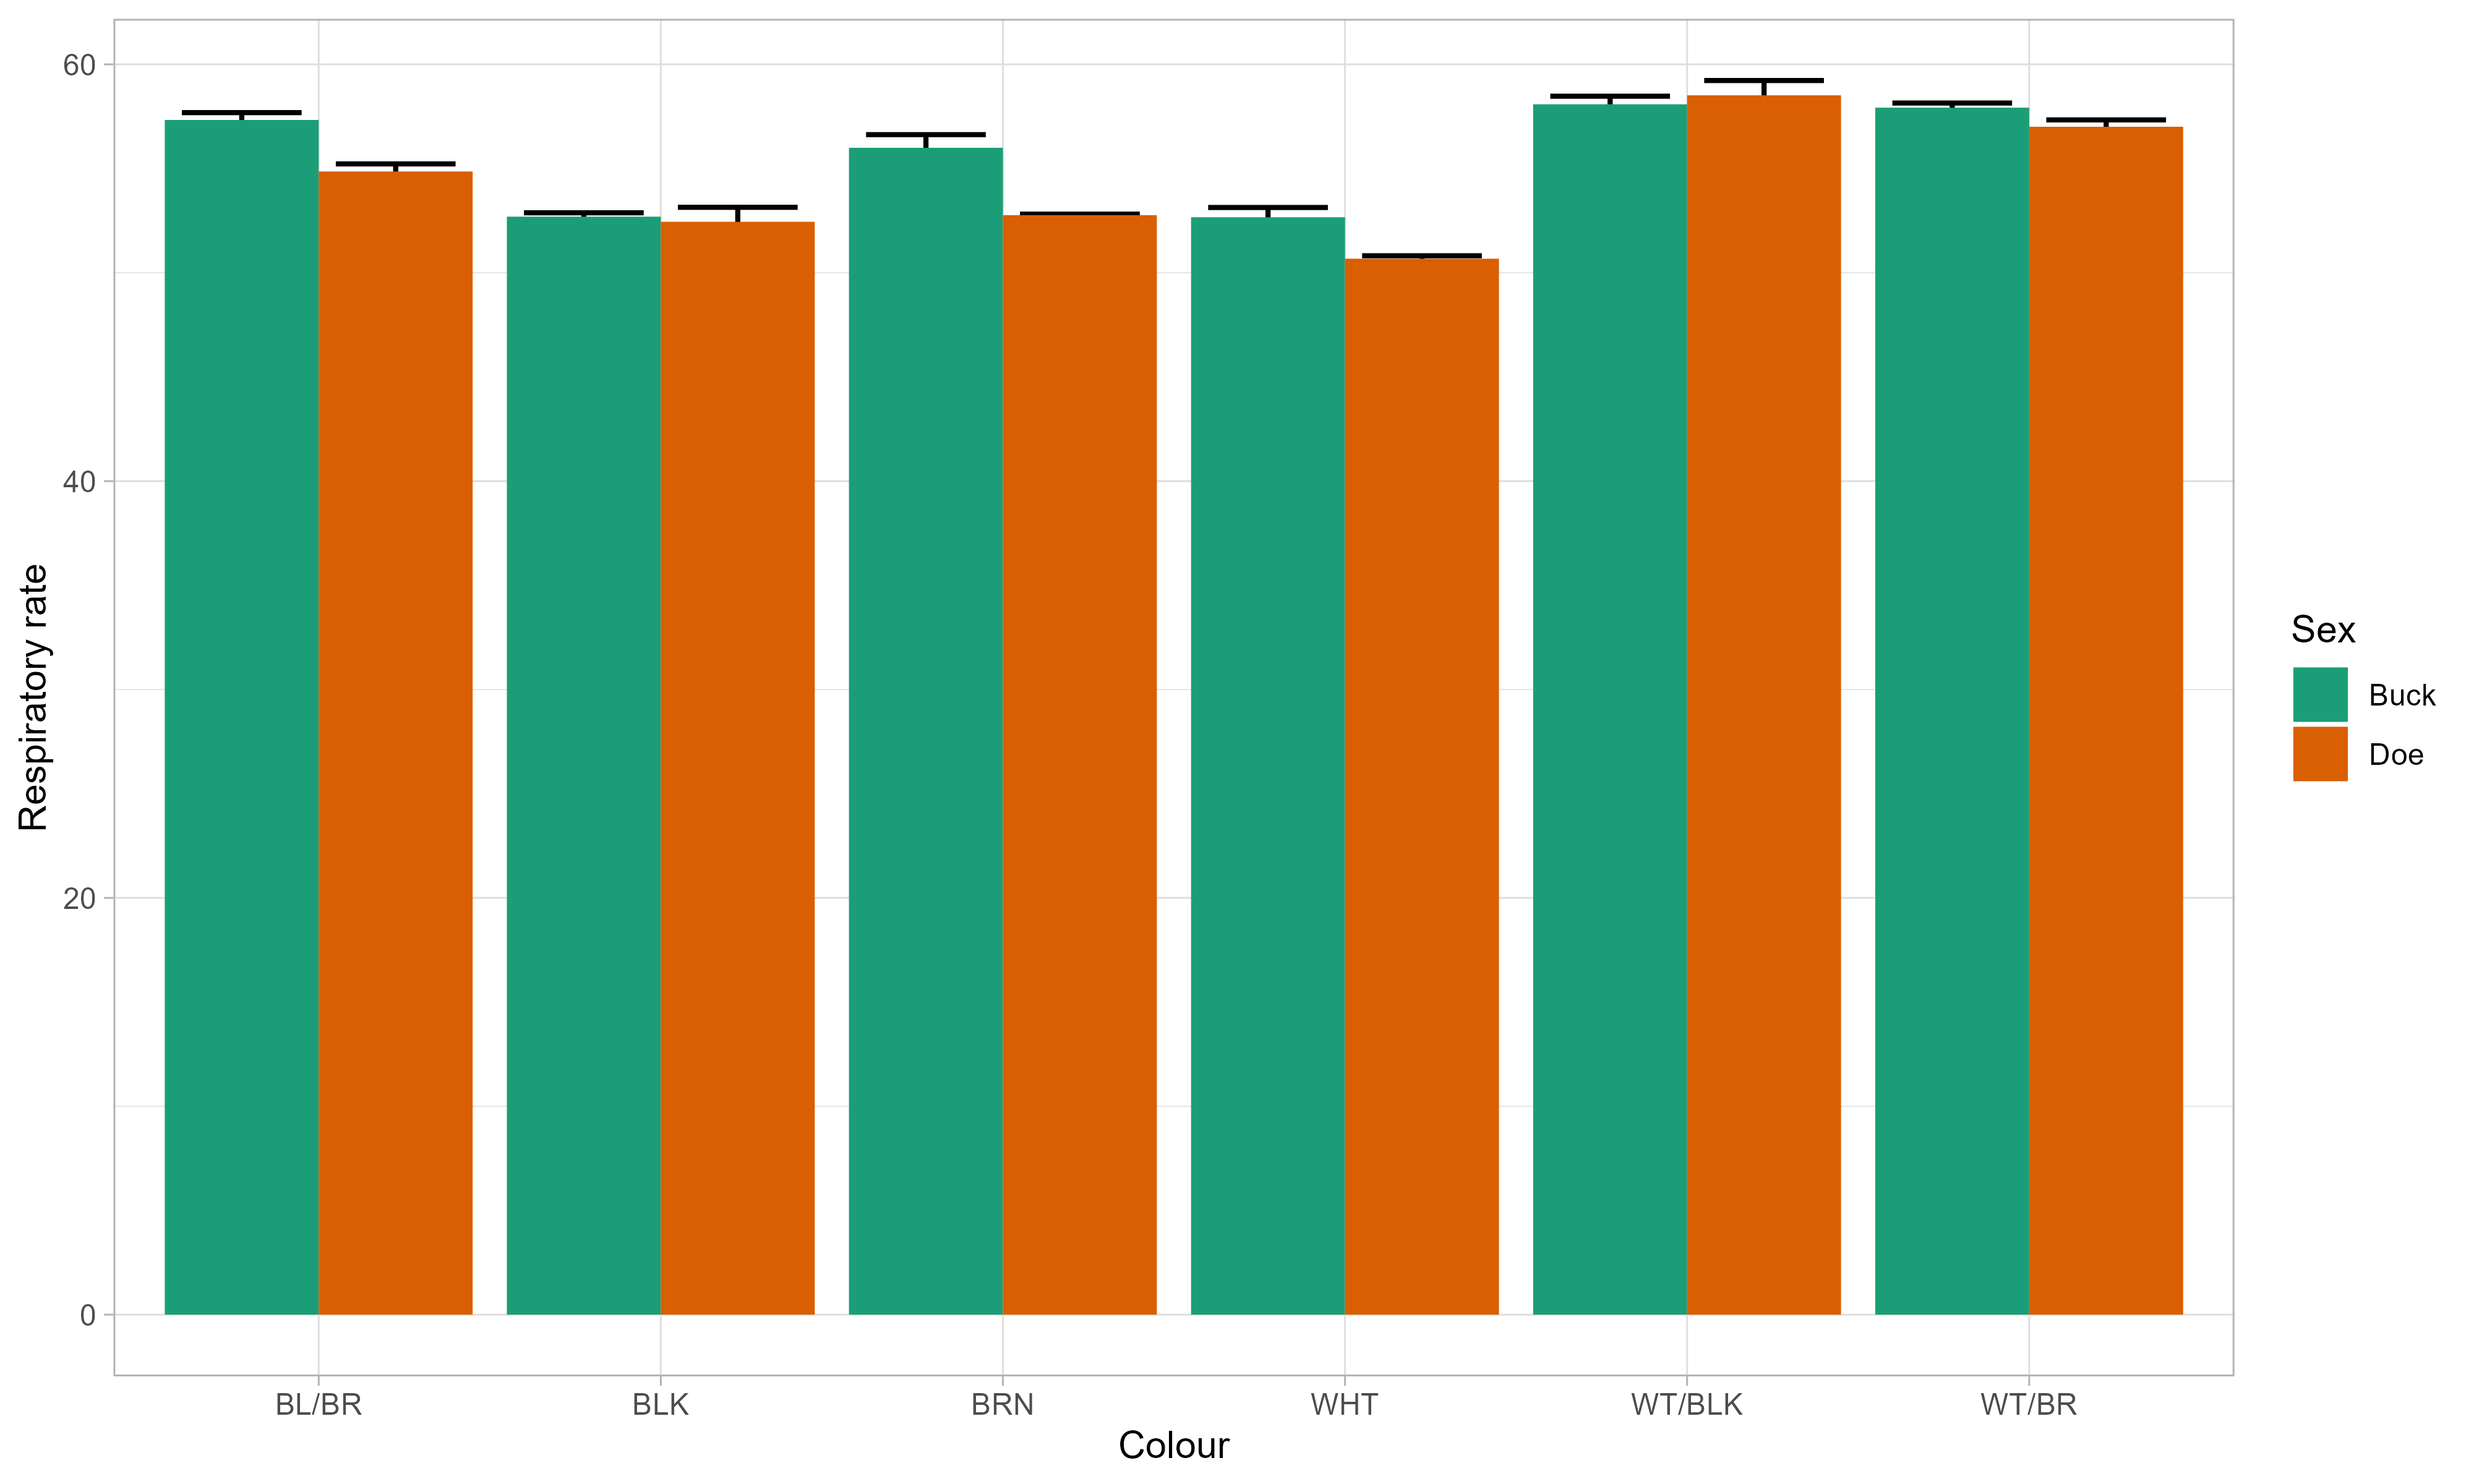 60
40
20
0
Respiratory rate
BL/BR
BLK
BRN
WHT
WT/BLK
WT/BR
Colour
Sex
Buck
Doe